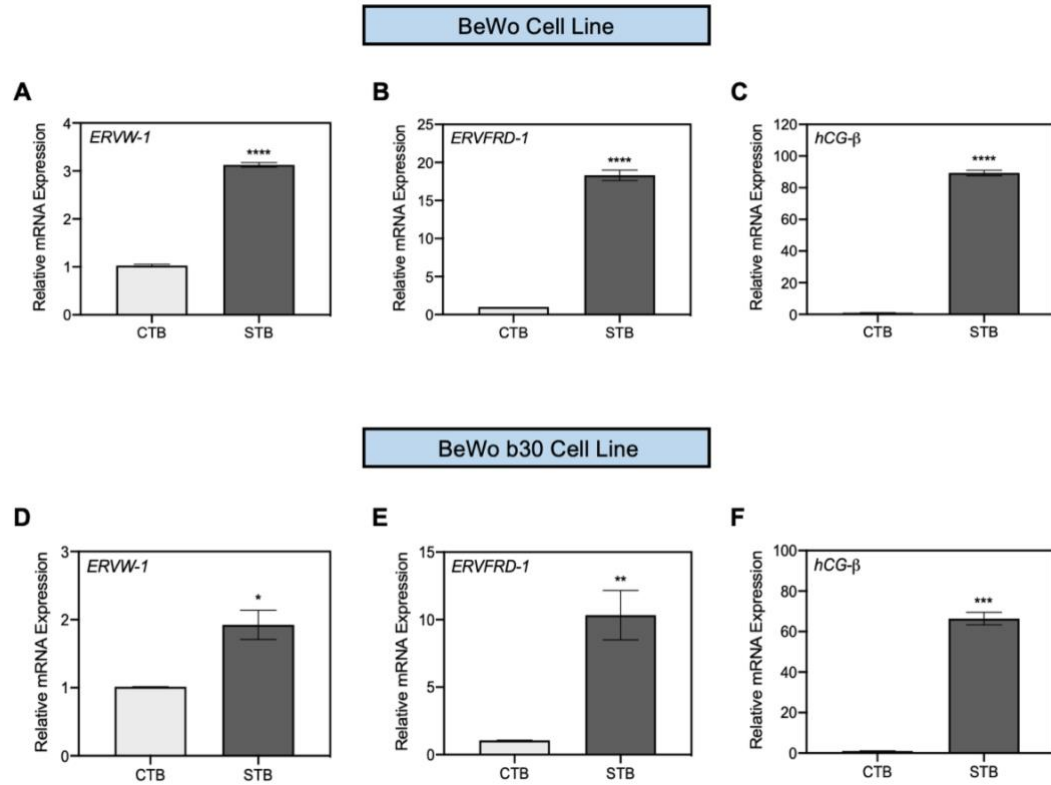 BeWo Cell Line
A
ERVW-1
Relative mRNA Expression
4
3
2
1
0
****
CTB
STB
B
ERVFRD-1
Relative mRNA Expression
25
20
15
10
5
0
****
CTB
STB
C
hCG-β
Relative mRNA Expression
120
100
80
60
40
20
0
****
CTB
STB
BeWo b30 Cell Line
D
ERVW-1
Relative mRNA Expression
3
2
1
0
*
CTB
STB
E
ERVFRD-1
Relative mRNA Expression
15
10
5
0
**
CTB
STB
F
hCG-β
Relative mRNA Expression
100
80
60
40
20
0
***
CTB
STB